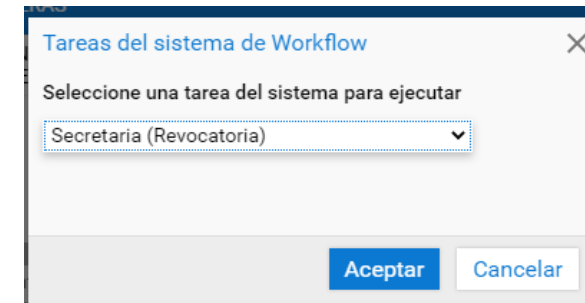 Tareas del sistema de Workflow
Seleccione una tarea del sistema para ejecutar
Secretaria (Revocatoria)
Aceptar Cancelar